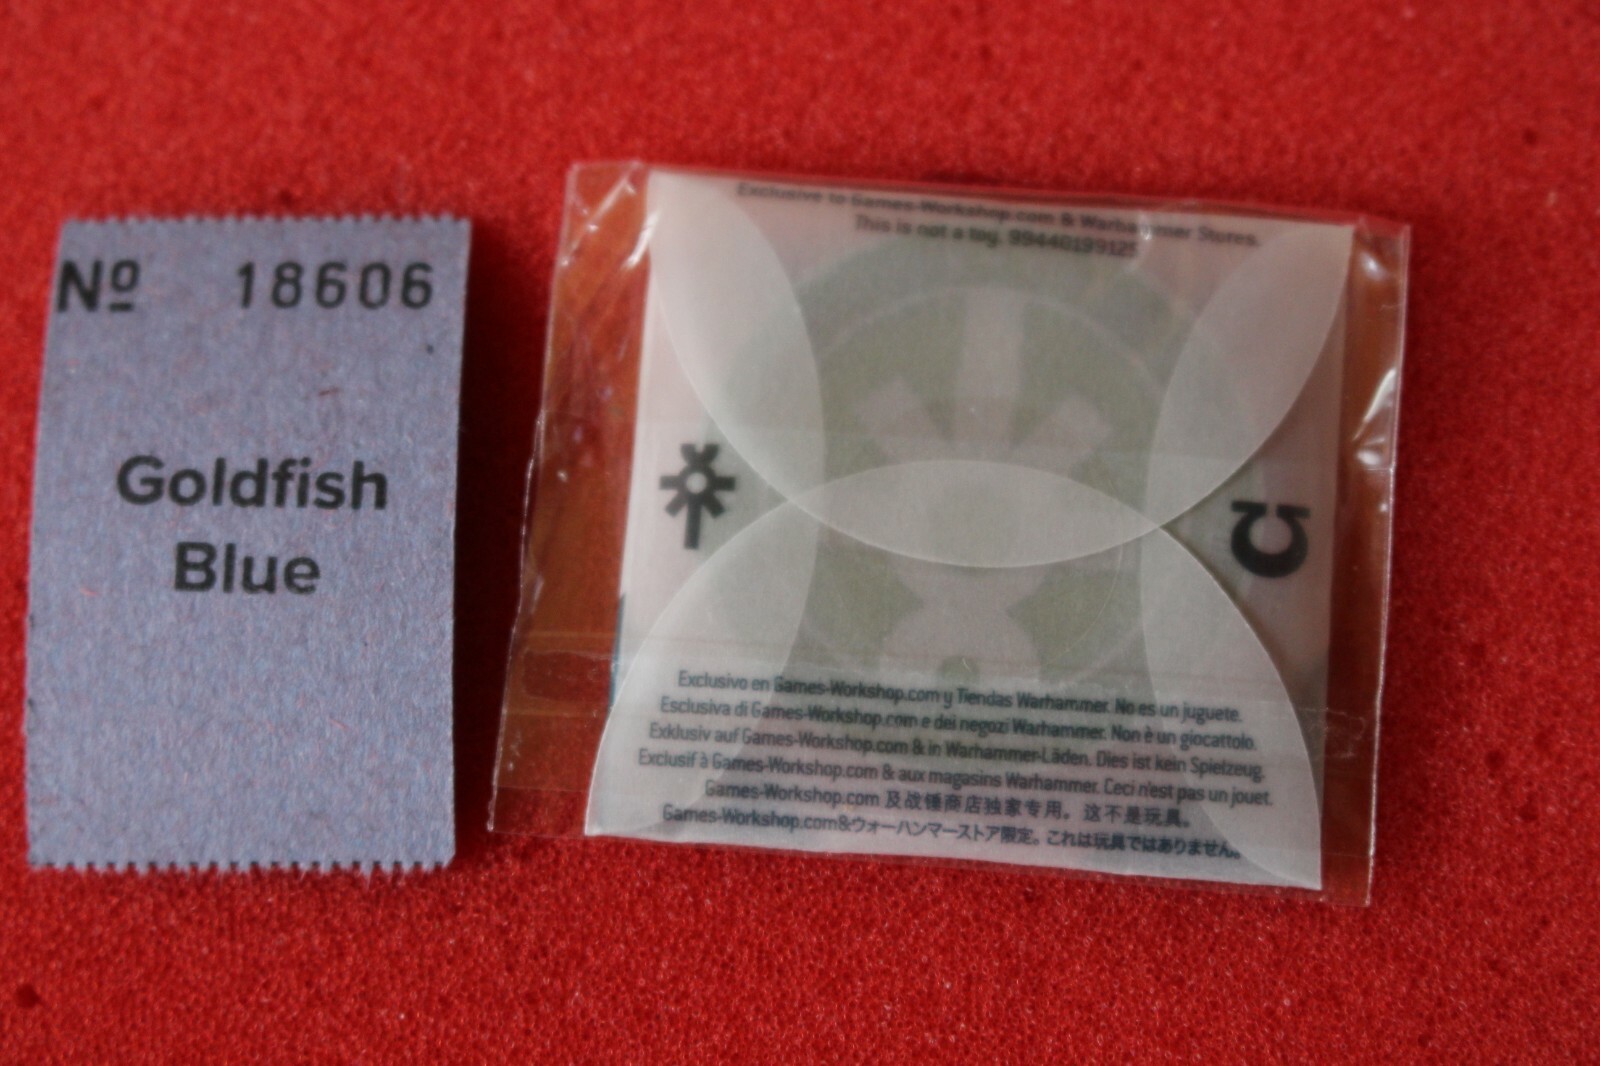 Nº 18606
Goldfish
Blue
Exclusive to Games-Workshop.com & Warhammer Stores.
This is not a toy. 99440199125
Exclusivo en Games-Workshop.com y Tiendas Warhammer. No es un juguete.
Esclusiva di Games-Workshop.com e dei negozi Warhammer. Non è un giocattolo.
Exklusiv auf Games-Workshop.com & in Warhammer-Läden. Dies ist kein Spielzeug.
Exclusif à Games-Workshop.com & aux magasins Warhammer. Ceci n'est pas un jouet.
Games-Workshop.com 及战锤商店独家专用。这不是玩具。
Games-Workshop.com&ウォーハンマーストア限定。これは玩具ではありません。